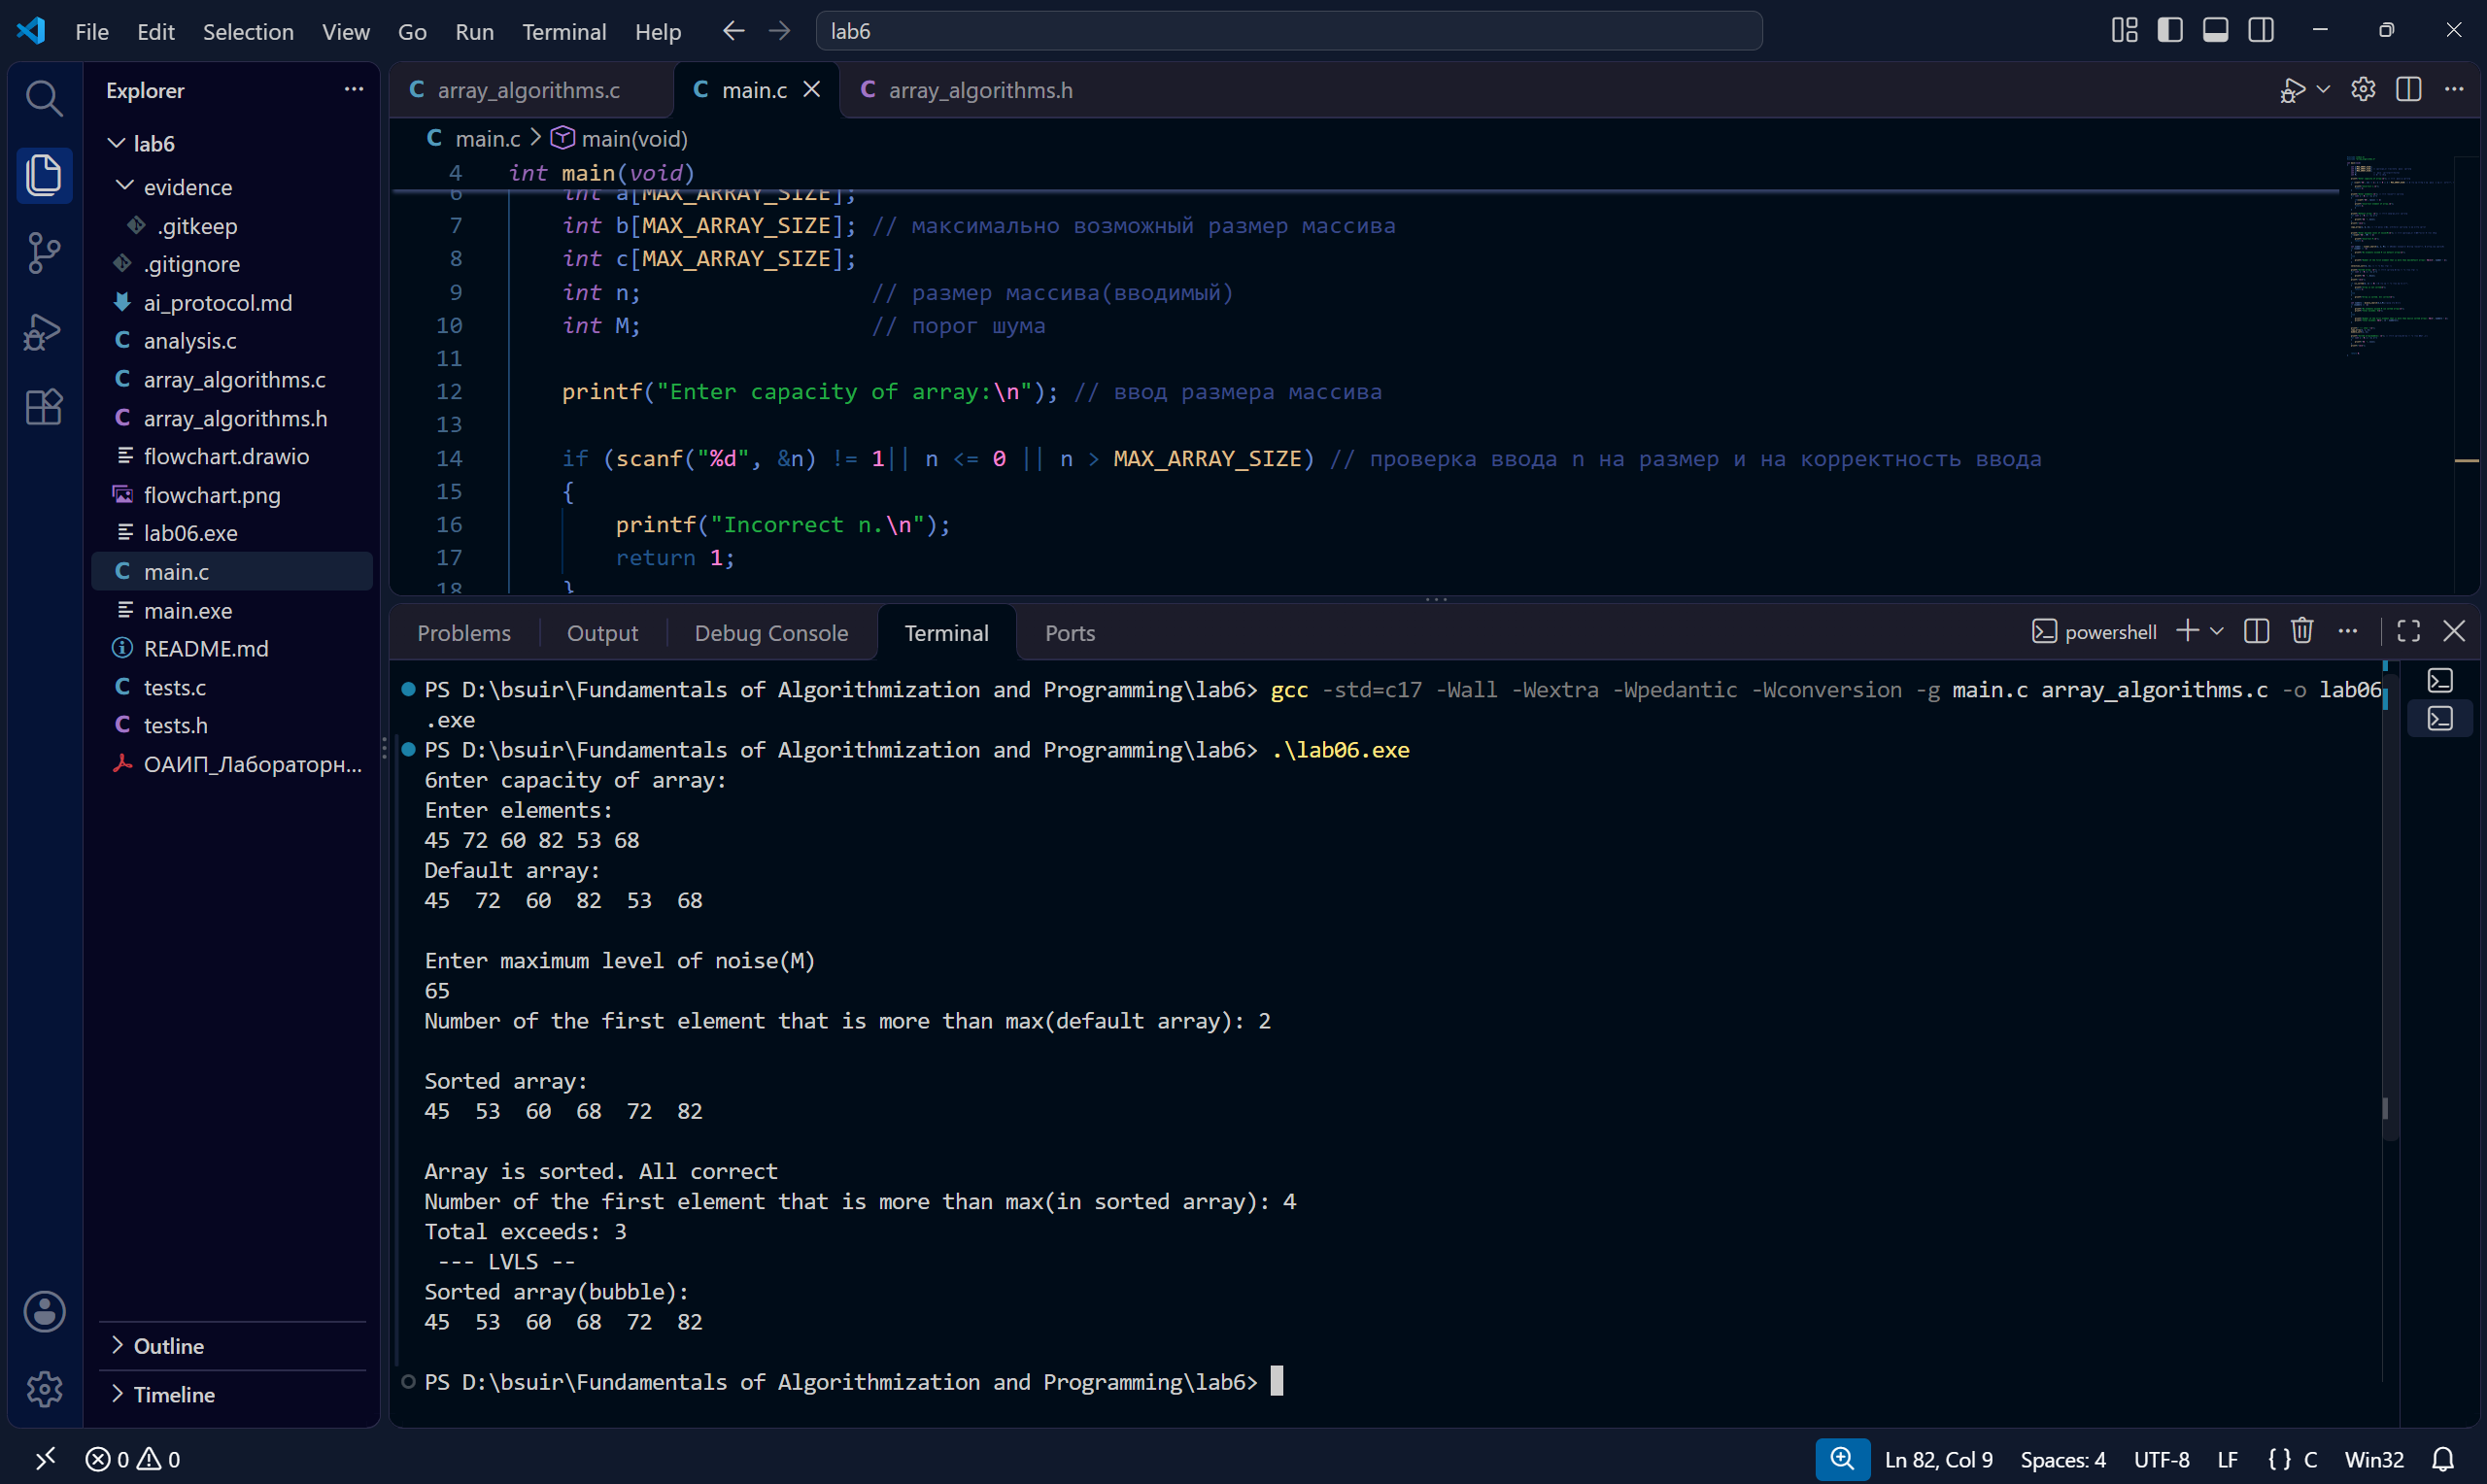 File Edit Selection View Go Run Terminal Help lab6
Explorer
lab6
evidence
.gitkeep
.gitignore
ai_protocol.md
analysis.c
array_algorithms.c
array_algorithms.h
flowchart.drawio
flowchart.png
lab06.exe
main.c
main.exe
README.md
tests.c
tests.h
ОАИП_Лабораторн...
Outline
Timeline
array_algorithms.c main.c array_algorithms.h
main.c > main(void)
4 int main(void)
6 int a[MAX_ARRAY_SIZE];
7 int b[MAX_ARRAY_SIZE]; // максимально возможный размер массива
8 int c[MAX_ARRAY_SIZE];
9 int n; // размер массива(вводимый)
10 int M; // порог шума
11
12 printf("Enter capacity of array:\n"); // ввод размера массива
13
14 if (scanf("%d", &n) != 1|| n <= 0 || n > MAX_ARRAY_SIZE) // проверка ввода n на размер и на корректность ввода
15 {
16 printf("Incorrect n.\n");
17 return 1;
18 }
Problems Output Debug Console Terminal Ports powershell
PS D:\bsuir\Fundamentals of Algorithmization and Programming\lab6> gcc -std=c17 -Wall -Wextra -Wpedantic -Wconversion -g main.c array_algorithms.c -o lab06
.exe
PS D:\bsuir\Fundamentals of Algorithmization and Programming\lab6> .\lab06.exe
6nter capacity of array:
Enter elements:
45 72 60 82 53 68
Default array:
45 72 60 82 53 68
Enter maximum level of noise(M)
65
Number of the first element that is more than max(default array): 2
Sorted array:
45 53 60 68 72 82
Array is sorted. All correct
Number of the first element that is more than max(in sorted array): 4
Total exceeds: 3
--- LVLS --
Sorted array(bubble):
45 53 60 68 72 82
PS D:\bsuir\Fundamentals of Algorithmization and Programming\lab6>
0 0 Ln 82, Col 9 Spaces: 4 UTF-8 LF {} C Win32